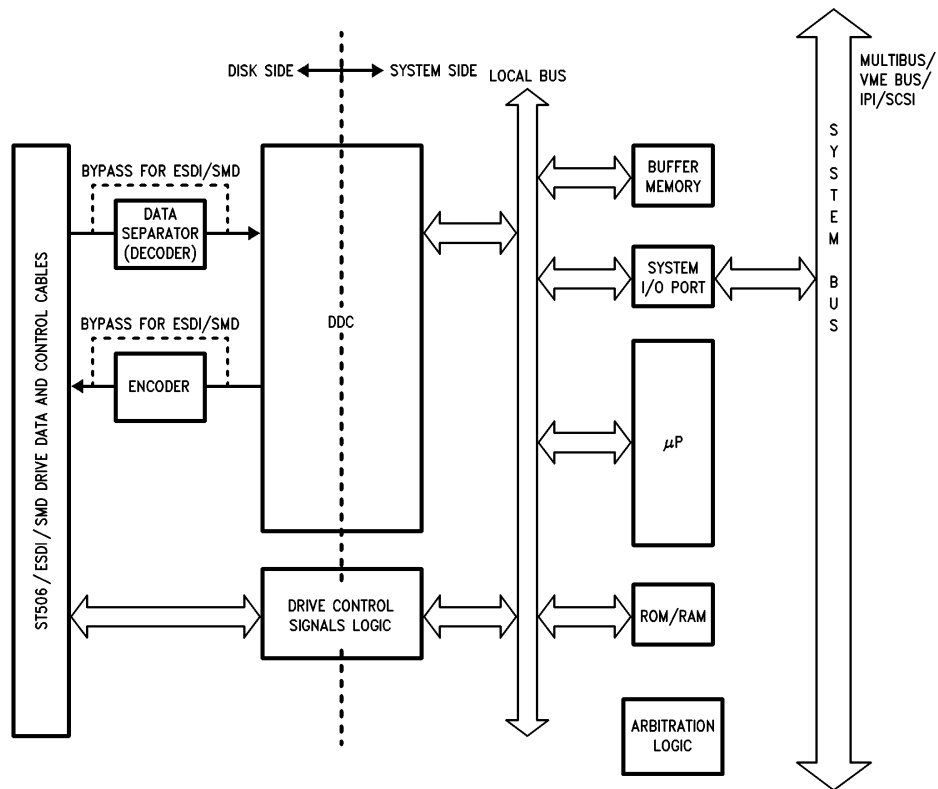 DISK SIDE
SYSTEM SIDE
LOCAL BUS
MULTIBUS/
VME BUS/
IPI/SCSI
SYSTEM BUS
ST506/ESDI/SMD DRIVE DATA AND CONTROL CABLES
BYPASS FOR ESDI/SMD
DATA
SEPARATOR
(DECODER)
BYPASS FOR ESDI/SMD
ENCODER
DDC
DRIVE CONTROL
SIGNALS LOGIC
BUFFER
MEMORY
SYSTEM
I/O PORT
μP
ROM/RAM
ARBITRATION
LOGIC